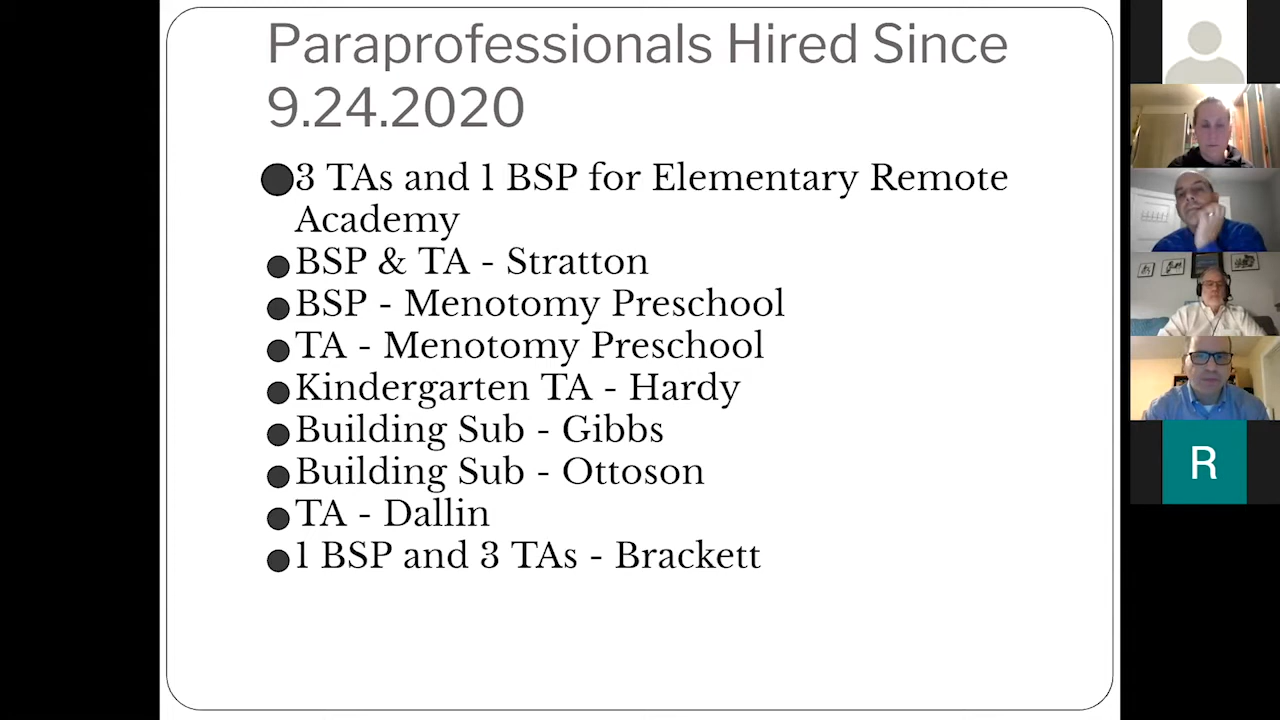 Paraprofessionals Hired Since
9.24.2020
3 TAs and 1 BSP for Elementary Remote
Academy
BSP & TA - Stratton
BSP - Menotomy Preschool
TA - Menotomy Preschool
Kindergarten TA - Hardy
Building Sub - Gibbs
Building Sub - Ottoson
TA - Dallin
1 BSP and 3 TAs - Brackett
R